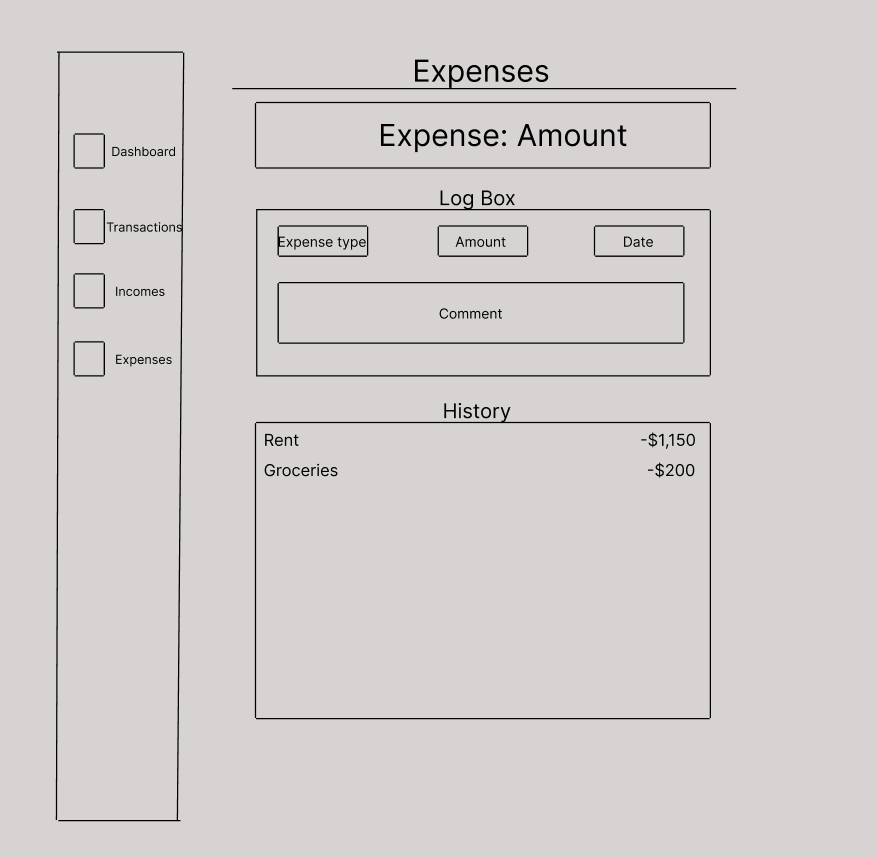 Dashboard
Transactions
Incomes
Expenses
Expenses
Expense: Amount
Log Box
Expense type
Amount
Date
Comment
History
Rent -$1,150
Groceries -$200